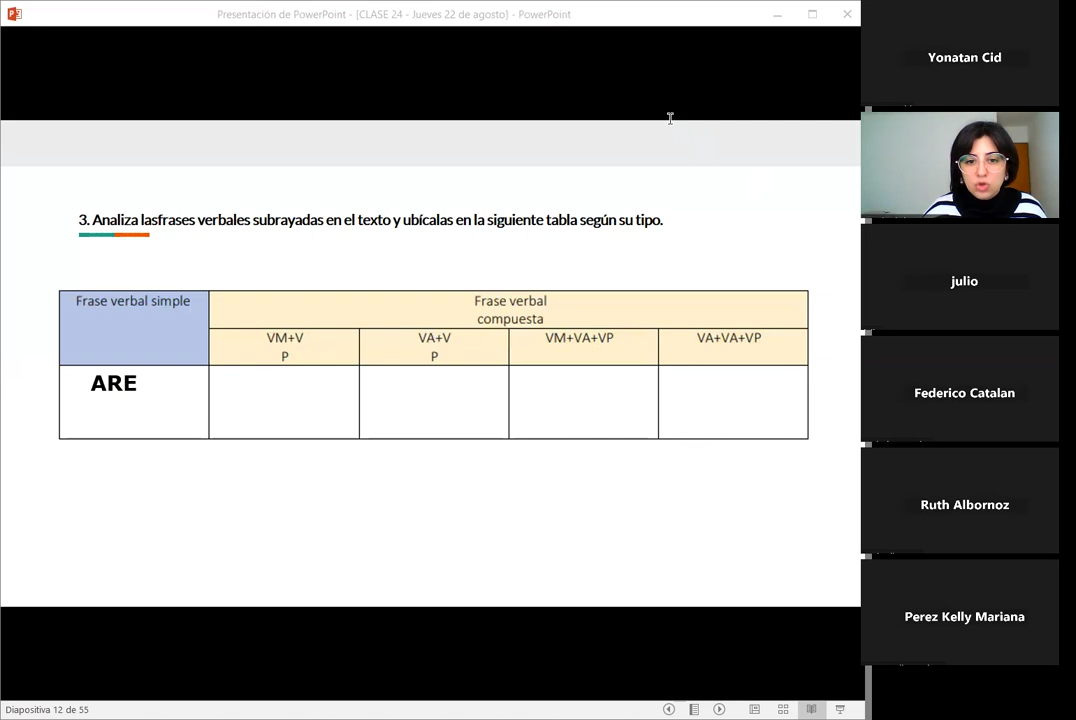 Presentación de PowerPoint - [CLASE 24 - Jueves 22 de agosto] - PowerPoint
3. Analiza lasfrases verbales subrayadas en el texto y ubícalas en la siguiente tabla según su tipo.
Frase verbal simple
Frase verbal
compuesta
VM+V
P
VA+V
P
VM+VA+VP
VA+VA+VP
ARE
Diapositiva 12 de 55
Yonatan Cid
julio
Federico Catalan
Ruth Albornoz
Perez Kelly Mariana